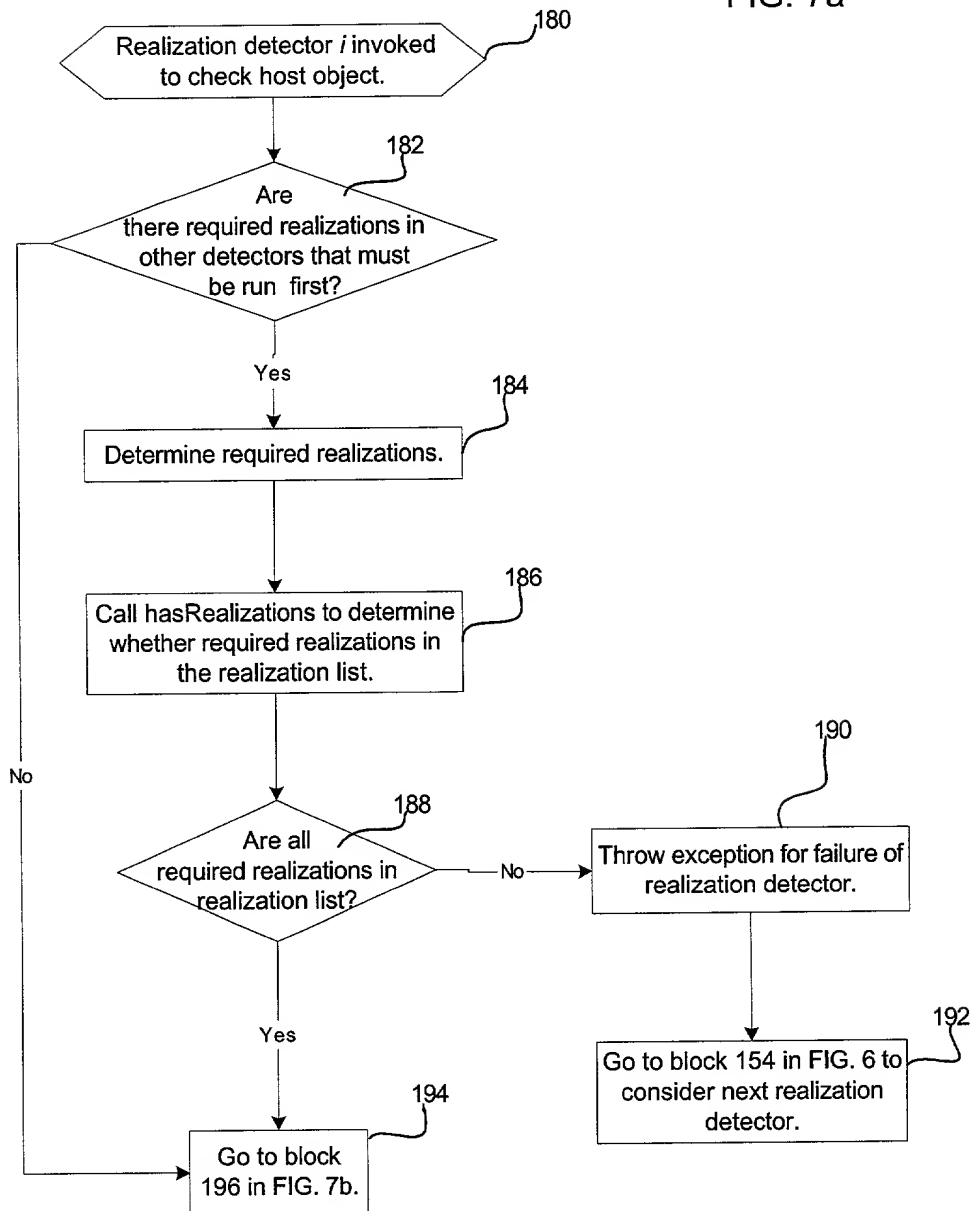 FIG. 7a
180
Realization detector i invoked
to check host object.
182
Are
there required realizations in
other detectors that must
be run first?
Yes
184
Determine required realizations.
186
Call hasRealizations to determine
whether required realizations in
the realization list.
190
No
188
Are all
required realizations in
realization list?
No
Throw exception for failure of
realization detector.
Yes
192
Go to block 154 in FIG. 6 to
consider next realization
detector.
194
Go to block
196 in FIG. 7b.